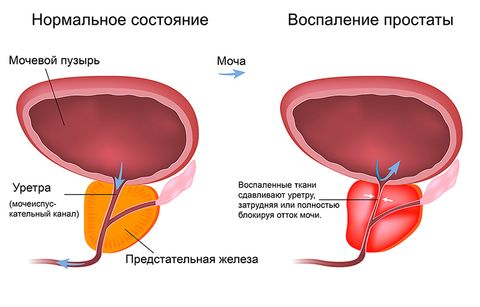 Нормальное состояние
Воспаление простаты
Мочевой пузырь
Моча
Уретра
(мочеиспус-
кательный канал)
Предстательная железа
Воспаленные ткани
сдавливают уретру,
затрудняя или полностью
блокируя отток мочи.